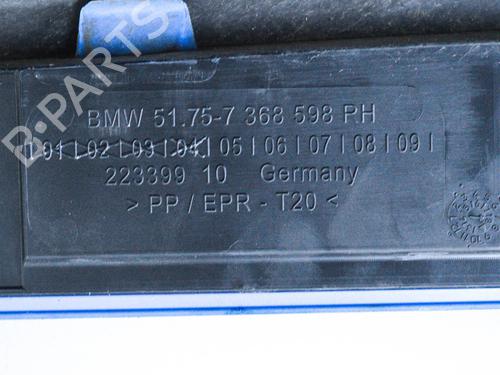 B-PARTS
BMW 51.75-7 368 598 RH
| 01 | 02 | 03 | 04 | 05 | 06 | 07 | 08 | 09 |
223399 10 Germany
> PP / EPR - T20 <